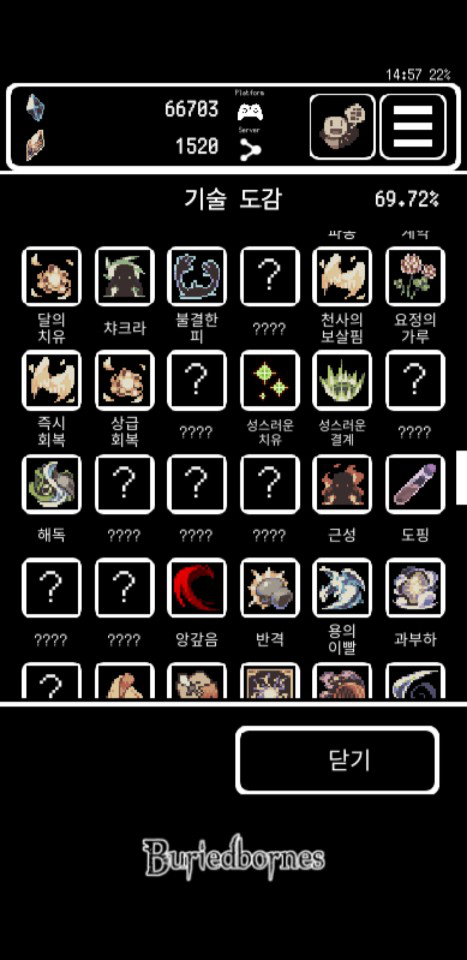 14:57 22%
66703
Platform
1520
Server
기술 도감
69.72%
달의 치유
챠크라
불결한 피
????
천사의 보살핌
요정의 가루
즉시 회복
상급 회복
????
성스러운 치유
성스러운 결계
????
해독
????
????
????
근성
도핑
????
????
앙갚음
반격
용의 이빨
과부하
닫기
Buriedbornes